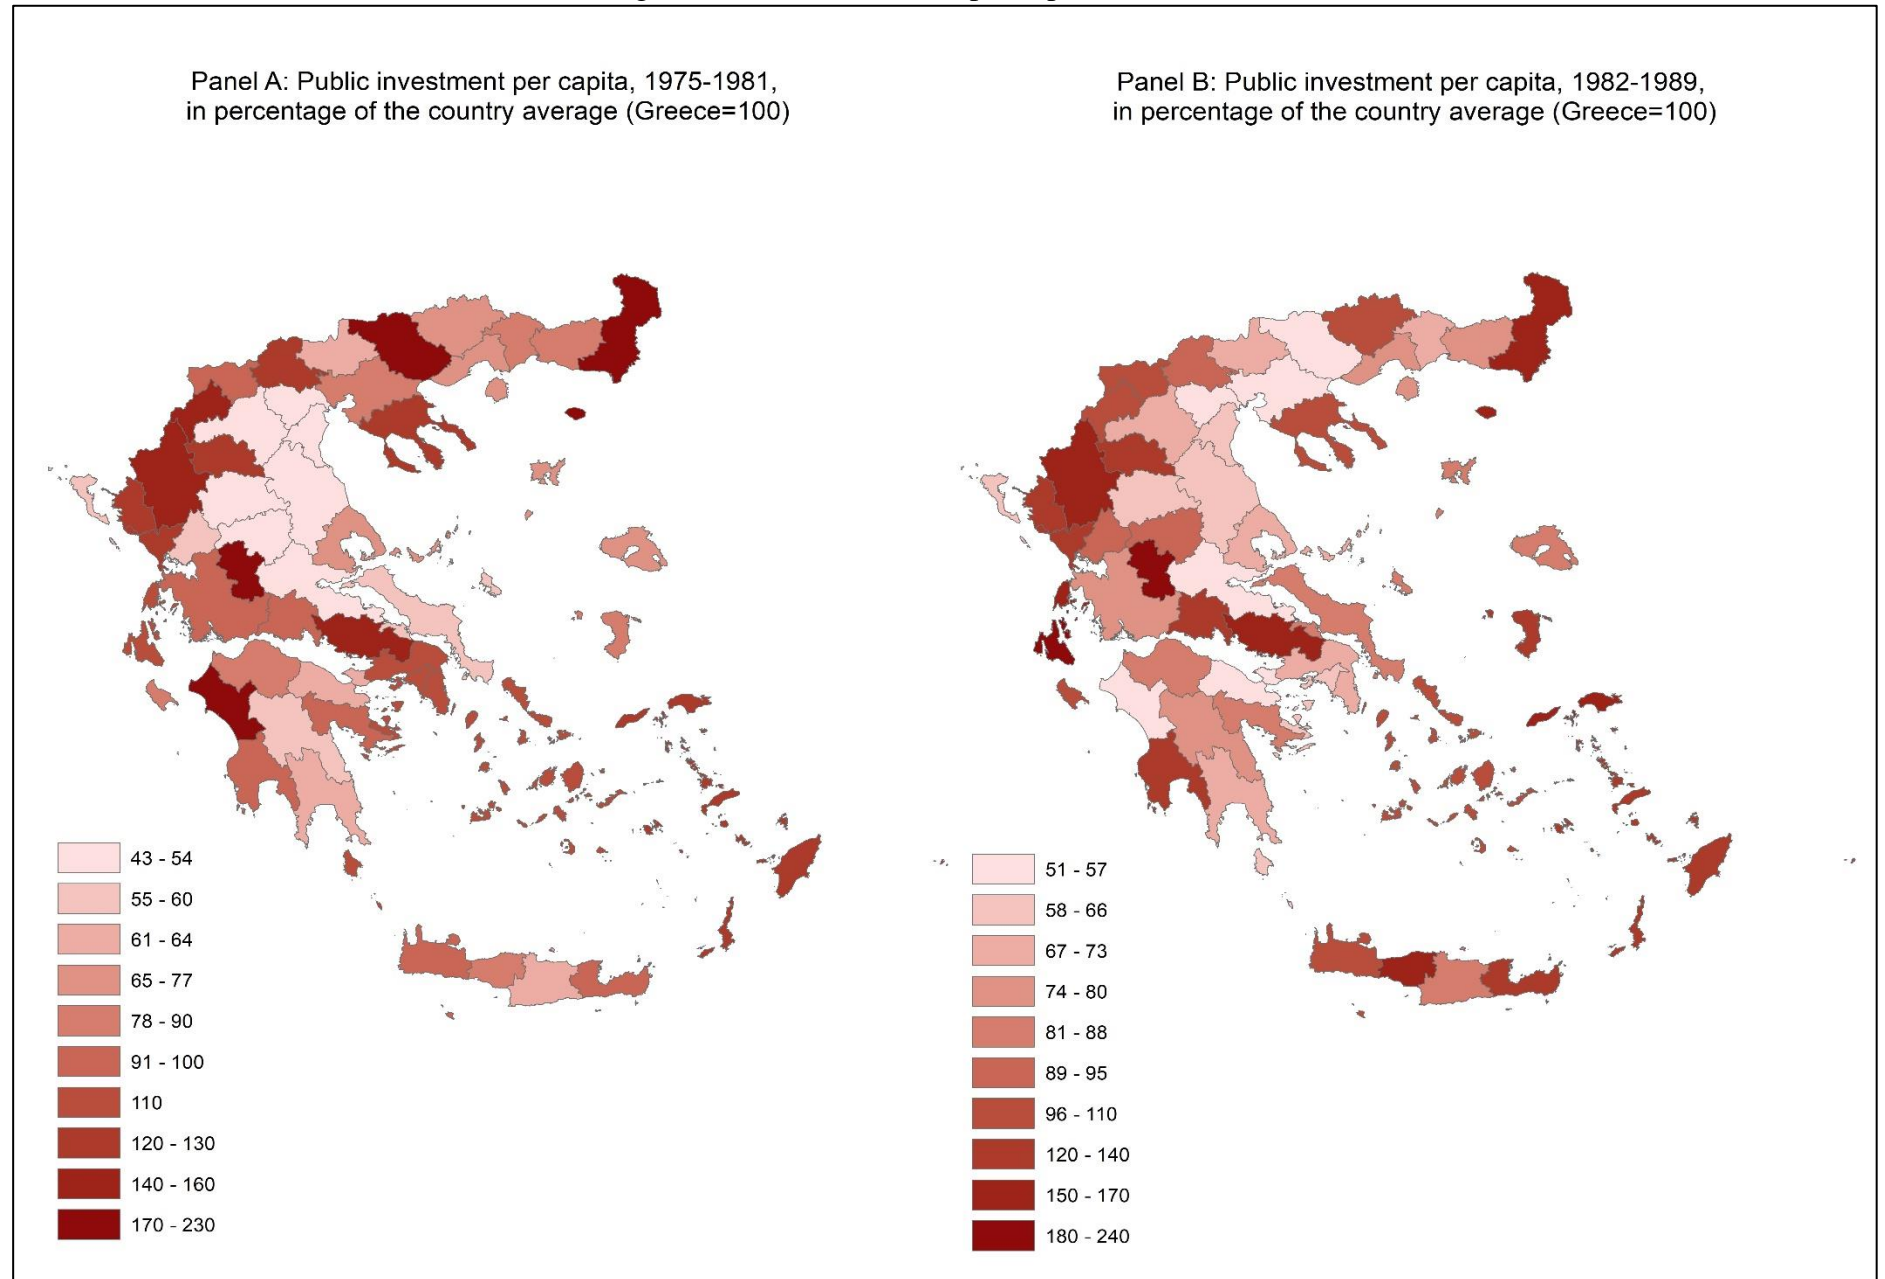 Panel A: Public investment per capita, 1975-1981,
in percentage of the country average (Greece=100)
Panel B: Public investment per capita, 1982-1989,
in percentage of the country average (Greece=100)
43 - 54
55 - 60
61 - 64
65 - 77
78 - 90
91 - 100
110
120 - 130
140 - 160
170 - 230
51 - 57
58 - 66
67 - 73
74 - 80
81 - 88
89 - 95
96 - 110
120 - 140
150 - 170
180 - 240